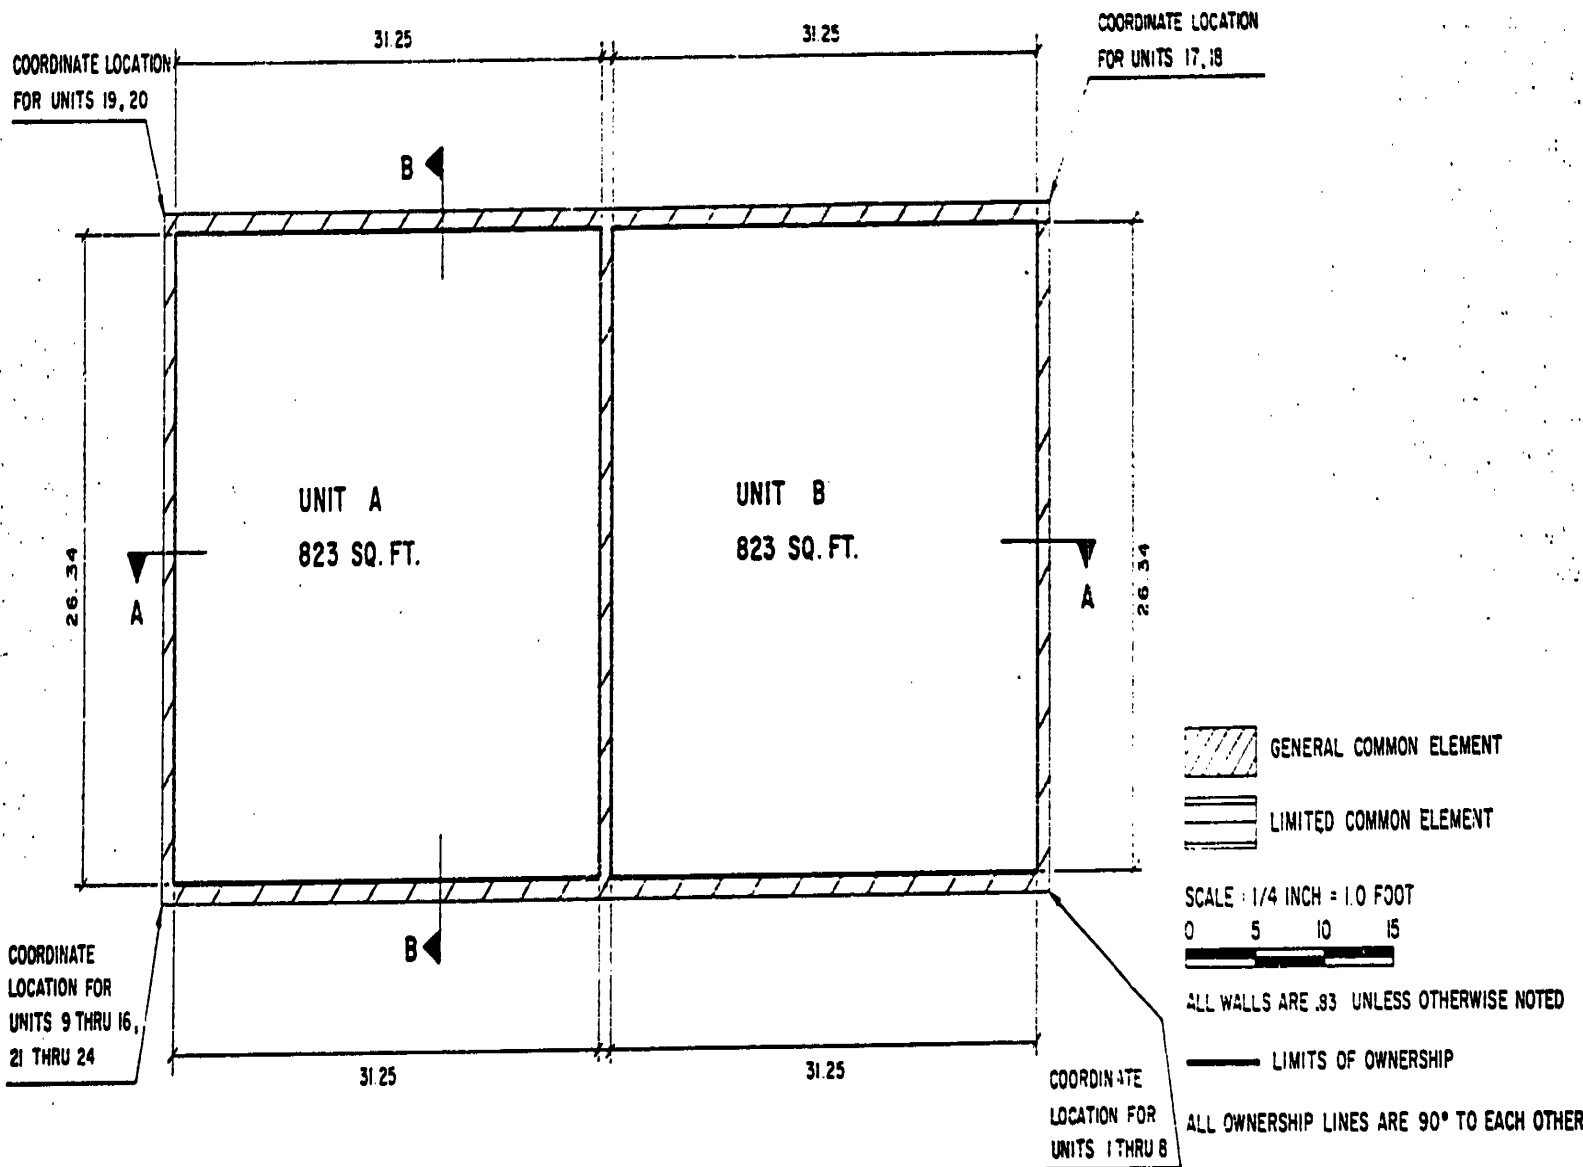 COORDINATE LOCATION
FOR UNITS 19, 20
31.25
31.25
COORDINATE LOCATION
FOR UNITS 17, 18
B
UNIT A
823 SQ. FT.
UNIT B
823 SQ. FT.
26.34
A
A
26.34
GENERAL COMMON ELEMENT
LIMITED COMMON ELEMENT
SCALE : 1/4 INCH = 1.0 FOOT
0 5 10 15
ALL WALLS ARE .83 UNLESS OTHERWISE NOTED
LIMITS OF OWNERSHIP
ALL OWNERSHIP LINES ARE 90° TO EACH OTHER
B
COORDINATE
LOCATION FOR
UNITS 9 THRU 16,
21 THRU 24
31.25
31.25
COORDINATE
LOCATION FOR
UNITS 1 THRU 8